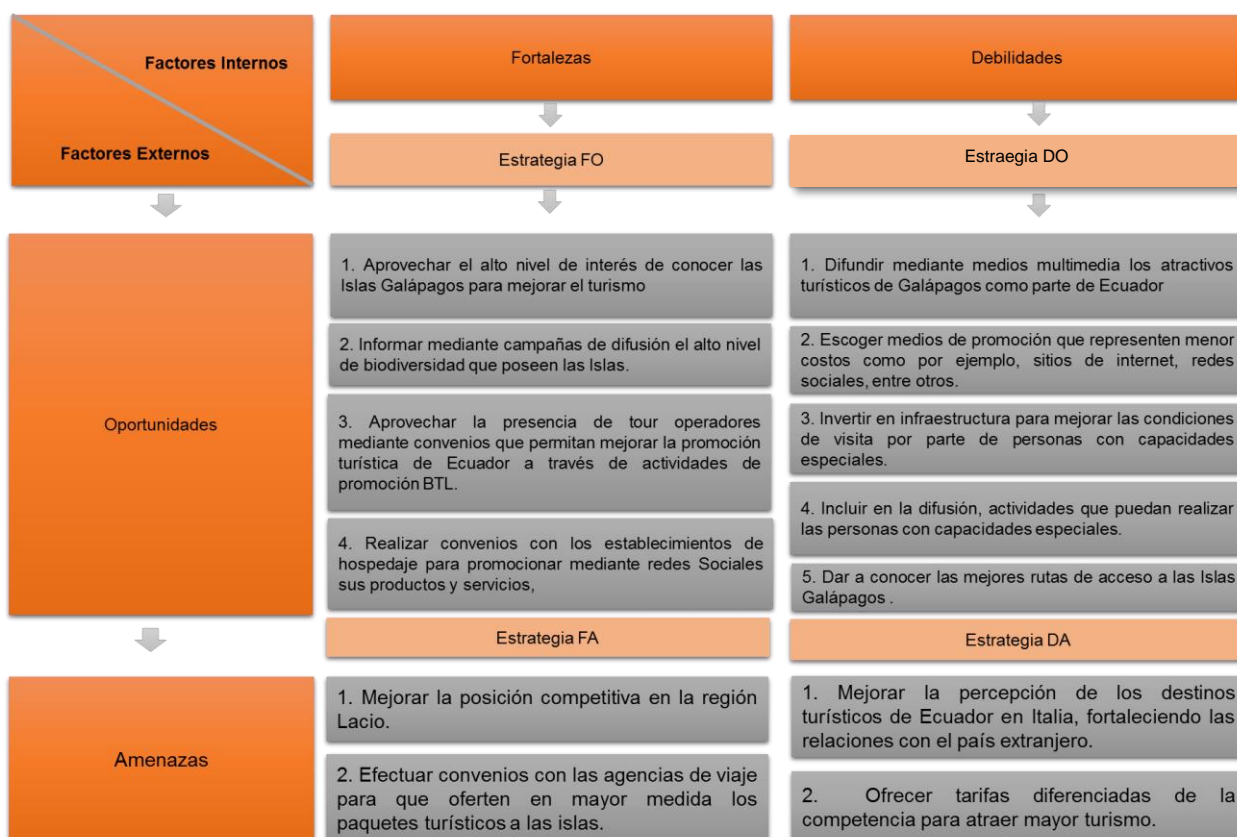 Factores Internos
Factores Externos
Fortalezas
Debilidades
Estrategia FO
Estraegia DO
Oportunidades
1. Aprovechar el alto nivel de interés de conocer las
Islas Galápagos para mejorar el turismo
2. Informar mediante campañas de difusión el alto nivel
de biodiversidad que poseen las Islas.
3. Aprovechar la presencia de tour operadores
mediante convenios que permitan mejorar la promoción
turística de Ecuador a través de actividades de
promoción BTL.
4. Realizar convenios con los establecimientos de
hospedaje para promocionar mediante redes Sociales
sus productos y servicios,
1. Difundir mediante medios multimedia los atractivos
turísticos de Galápagos como parte de Ecuador
2. Escoger medios de promoción que representen menor
costos como por ejemplo, sitios de internet, redes
sociales, entre otros.
3. Invertir en infraestructura para mejorar las condiciones
de visita por parte de personas con capacidades
especiales.
4. Incluir en la difusión, actividades que puedan realizar
las personas con capacidades especiales.
5. Dar a conocer las mejores rutas de acceso a las Islas
Galápagos .
Estrategia FA
Estrategia DA
Amenazas
1. Mejorar la posición competitiva en la región
Lacio.
2. Efectuar convenios con las agencias de viaje
para que oferten en mayor medida los
paquetes turísticos a las islas.
1. Mejorar la percepción de los destinos
turísticos de Ecuador en Italia, fortaleciendo las
relaciones con el país extranjero.
2. Ofrecer tarifas diferenciadas de la
competencia para atraer mayor turismo.